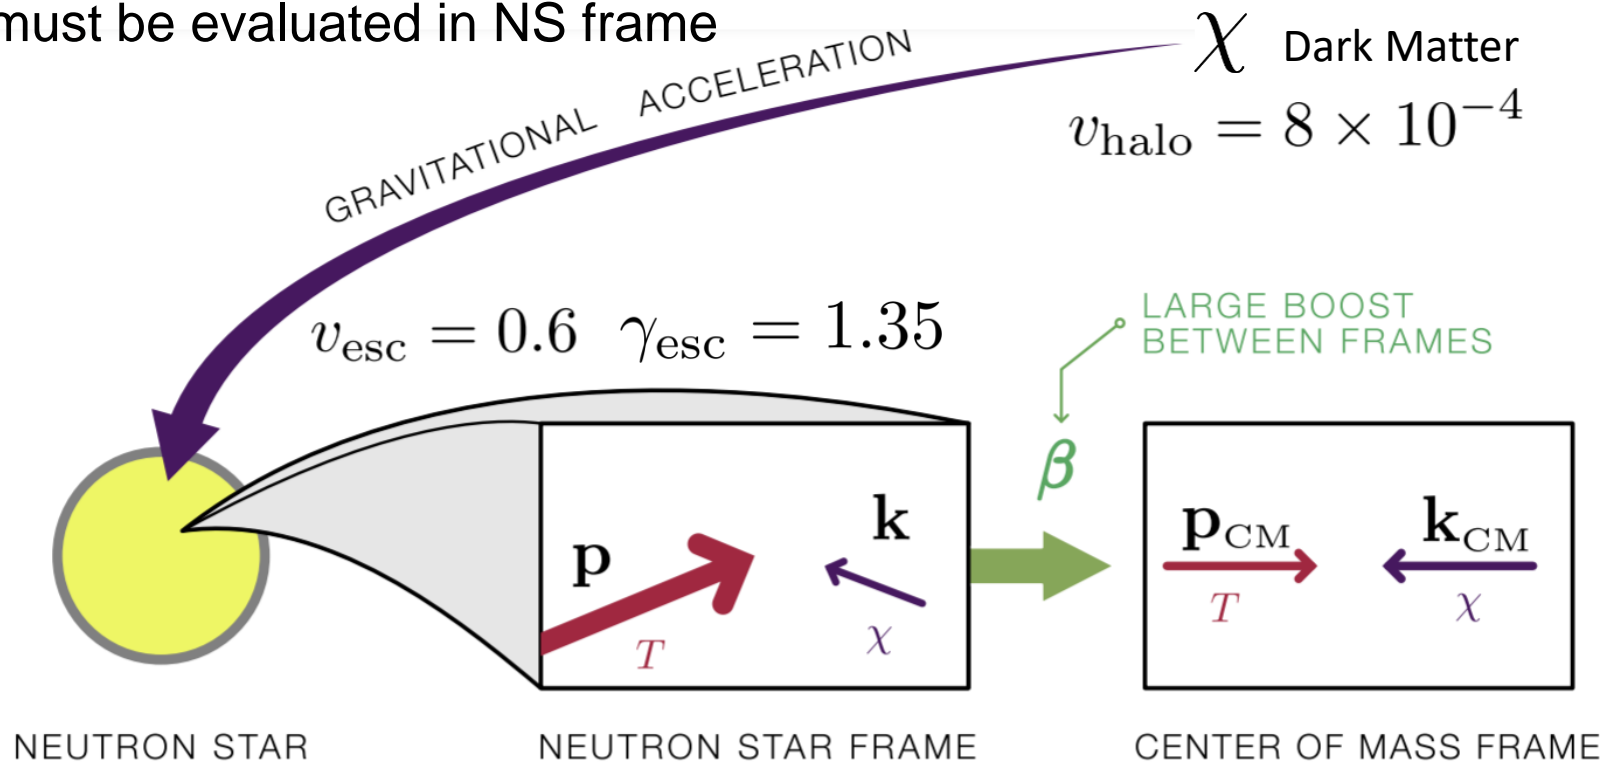 must be evaluated in NS frame
χ Dark Matter
v_halo = 8 × 10⁻⁴
GRAVITATIONAL ACCELERATION
v_esc = 0.6 γ_esc = 1.35
LARGE BOOST
BETWEEN FRAMES
β
p
k
T
χ
p_CM
k_CM
T
χ
NEUTRON STAR
NEUTRON STAR FRAME
CENTER OF MASS FRAME